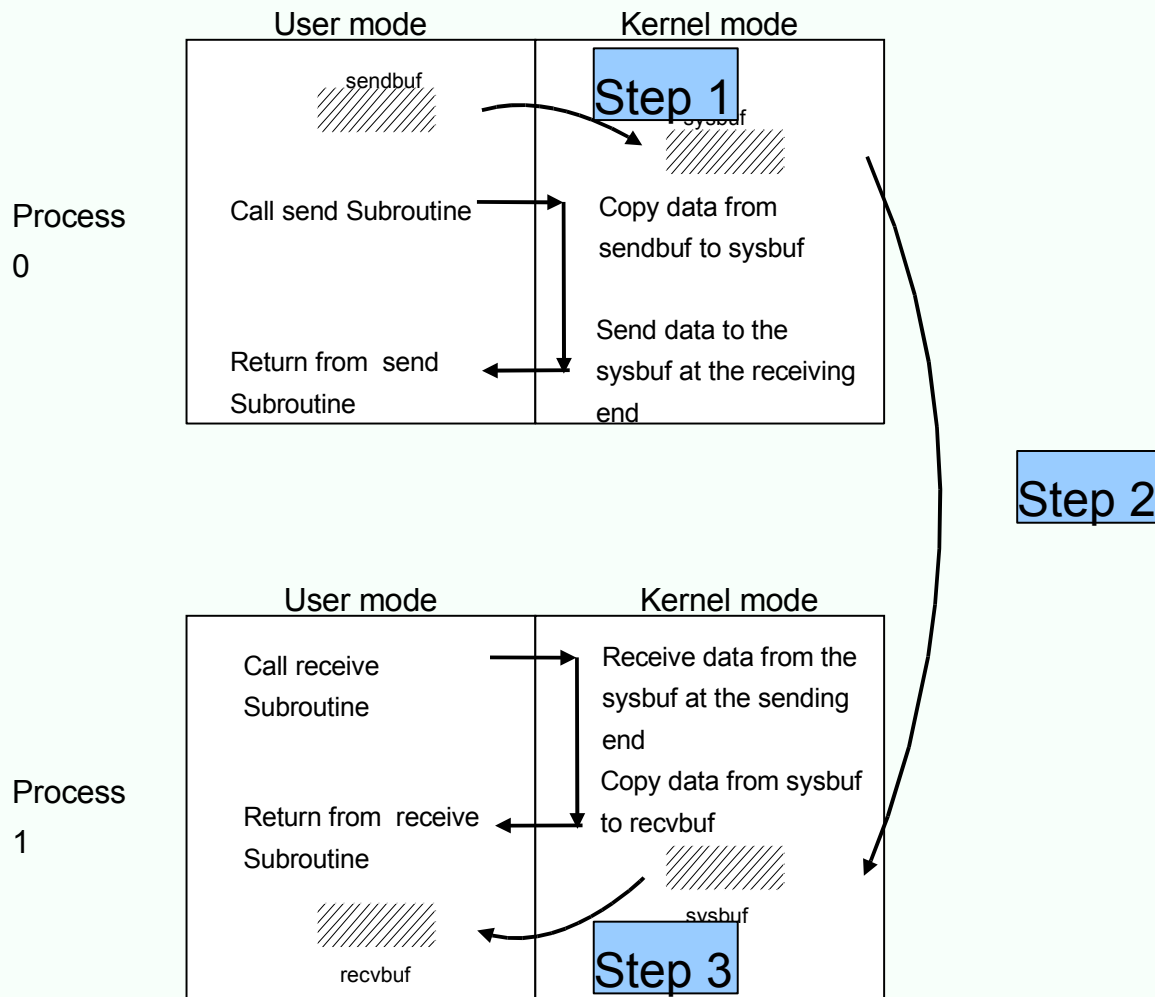 User mode
Kernel mode
sendbuf
Step 1
sysbuf
Process
0
Call send Subroutine
Copy data from
sendbuf to sysbuf
Send data to the
sysbuf at the receiving
end
Return from send
Subroutine
Step 2
User mode
Kernel mode
Process
1
Call receive
Subroutine
Receive data from the
sysbuf at the sending
end
Copy data from sysbuf
to recvbuf
Return from receive
Subroutine
sysbuf
recvbuf
Step 3